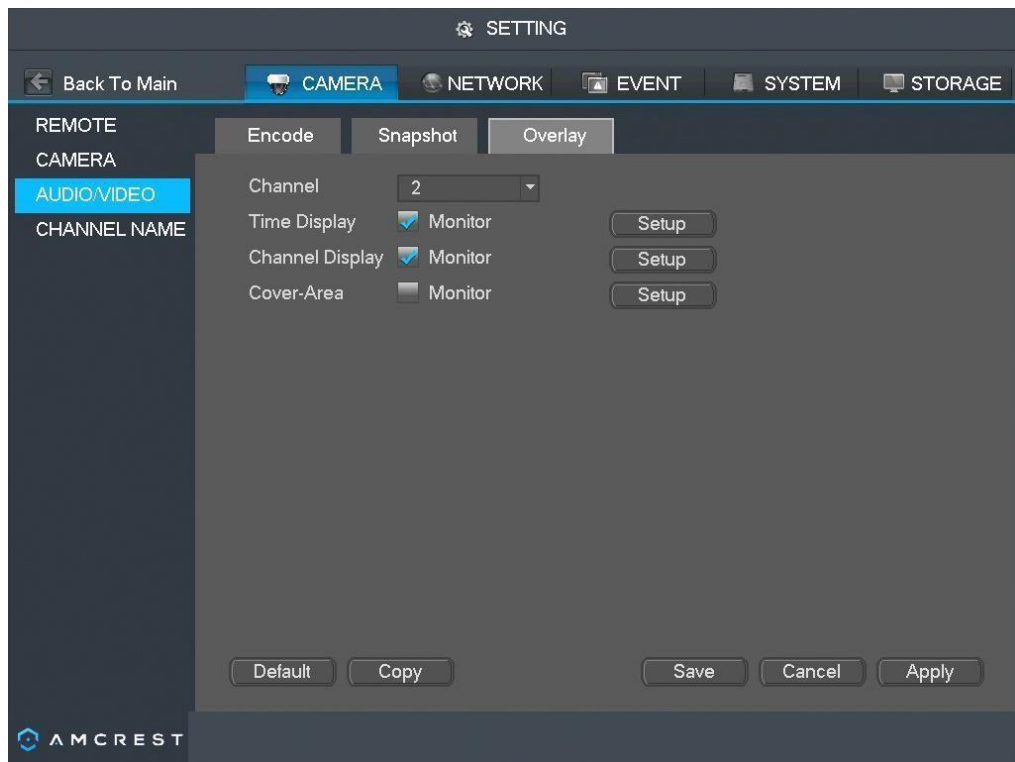 SETTING
Back To Main CAMERA NETWORK EVENT SYSTEM STORAGE
REMOTE
CAMERA
AUDIO/VIDEO
CHANNEL NAME
Encode Snapshot Overlay
Channel 2
Time Display Monitor Setup
Channel Display Monitor Setup
Cover-Area Monitor Setup
Default Copy Save Cancel Apply
AMCREST